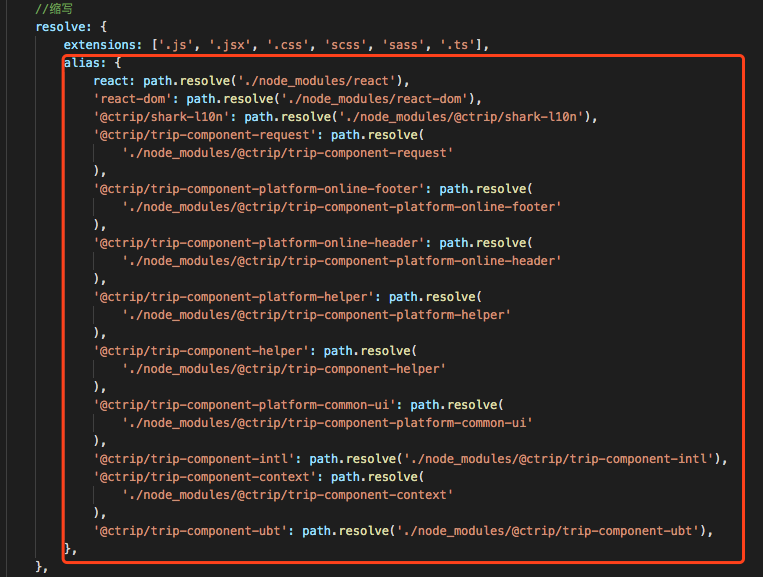 //缩写
resolve: {
extensions: ['.js', '.jsx', '.css', 'scss', 'sass', '.ts'],
alias: {
react: path.resolve('./node_modules/react'),
'react-dom': path.resolve('./node_modules/react-dom'),
'@ctrip/shark-l10n': path.resolve('./node_modules/@ctrip/shark-l10n'),
'@ctrip/trip-component-request': path.resolve(
'./node_modules/@ctrip/trip-component-request'
),
'@ctrip/trip-component-platform-online-footer': path.resolve(
'./node_modules/@ctrip/trip-component-platform-online-footer'
),
'@ctrip/trip-component-platform-online-header': path.resolve(
'./node_modules/@ctrip/trip-component-platform-online-header'
),
'@ctrip/trip-component-platform-helper': path.resolve(
'./node_modules/@ctrip/trip-component-platform-helper'
),
'@ctrip/trip-component-helper': path.resolve(
'./node_modules/@ctrip/trip-component-helper'
),
'@ctrip/trip-component-platform-common-ui': path.resolve(
'./node_modules/@ctrip/trip-component-platform-common-ui'
),
'@ctrip/trip-component-intl': path.resolve('./node_modules/@ctrip/trip-component-intl'),
'@ctrip/trip-component-context': path.resolve(
'./node_modules/@ctrip/trip-component-context'
),
'@ctrip/trip-component-ubt': path.resolve('./node_modules/@ctrip/trip-component-ubt'),
},
},